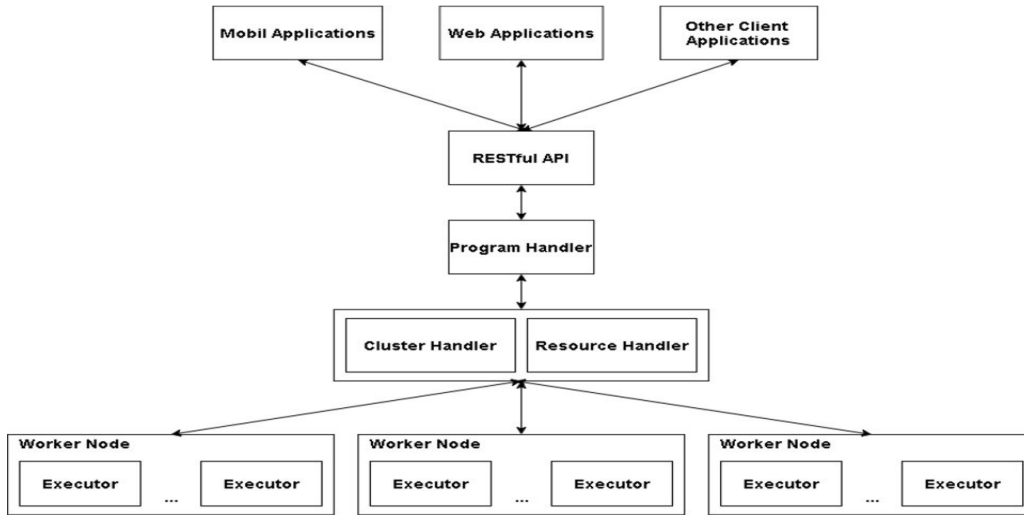 Mobil Applications
Web Applications
Other Client
Applications
RESTful API
Program Handler
Cluster Handler
Resource Handler
Worker Node
Executor
...
Executor
Worker Node
Executor
...
Executor
Worker Node
Executor
...
Executor